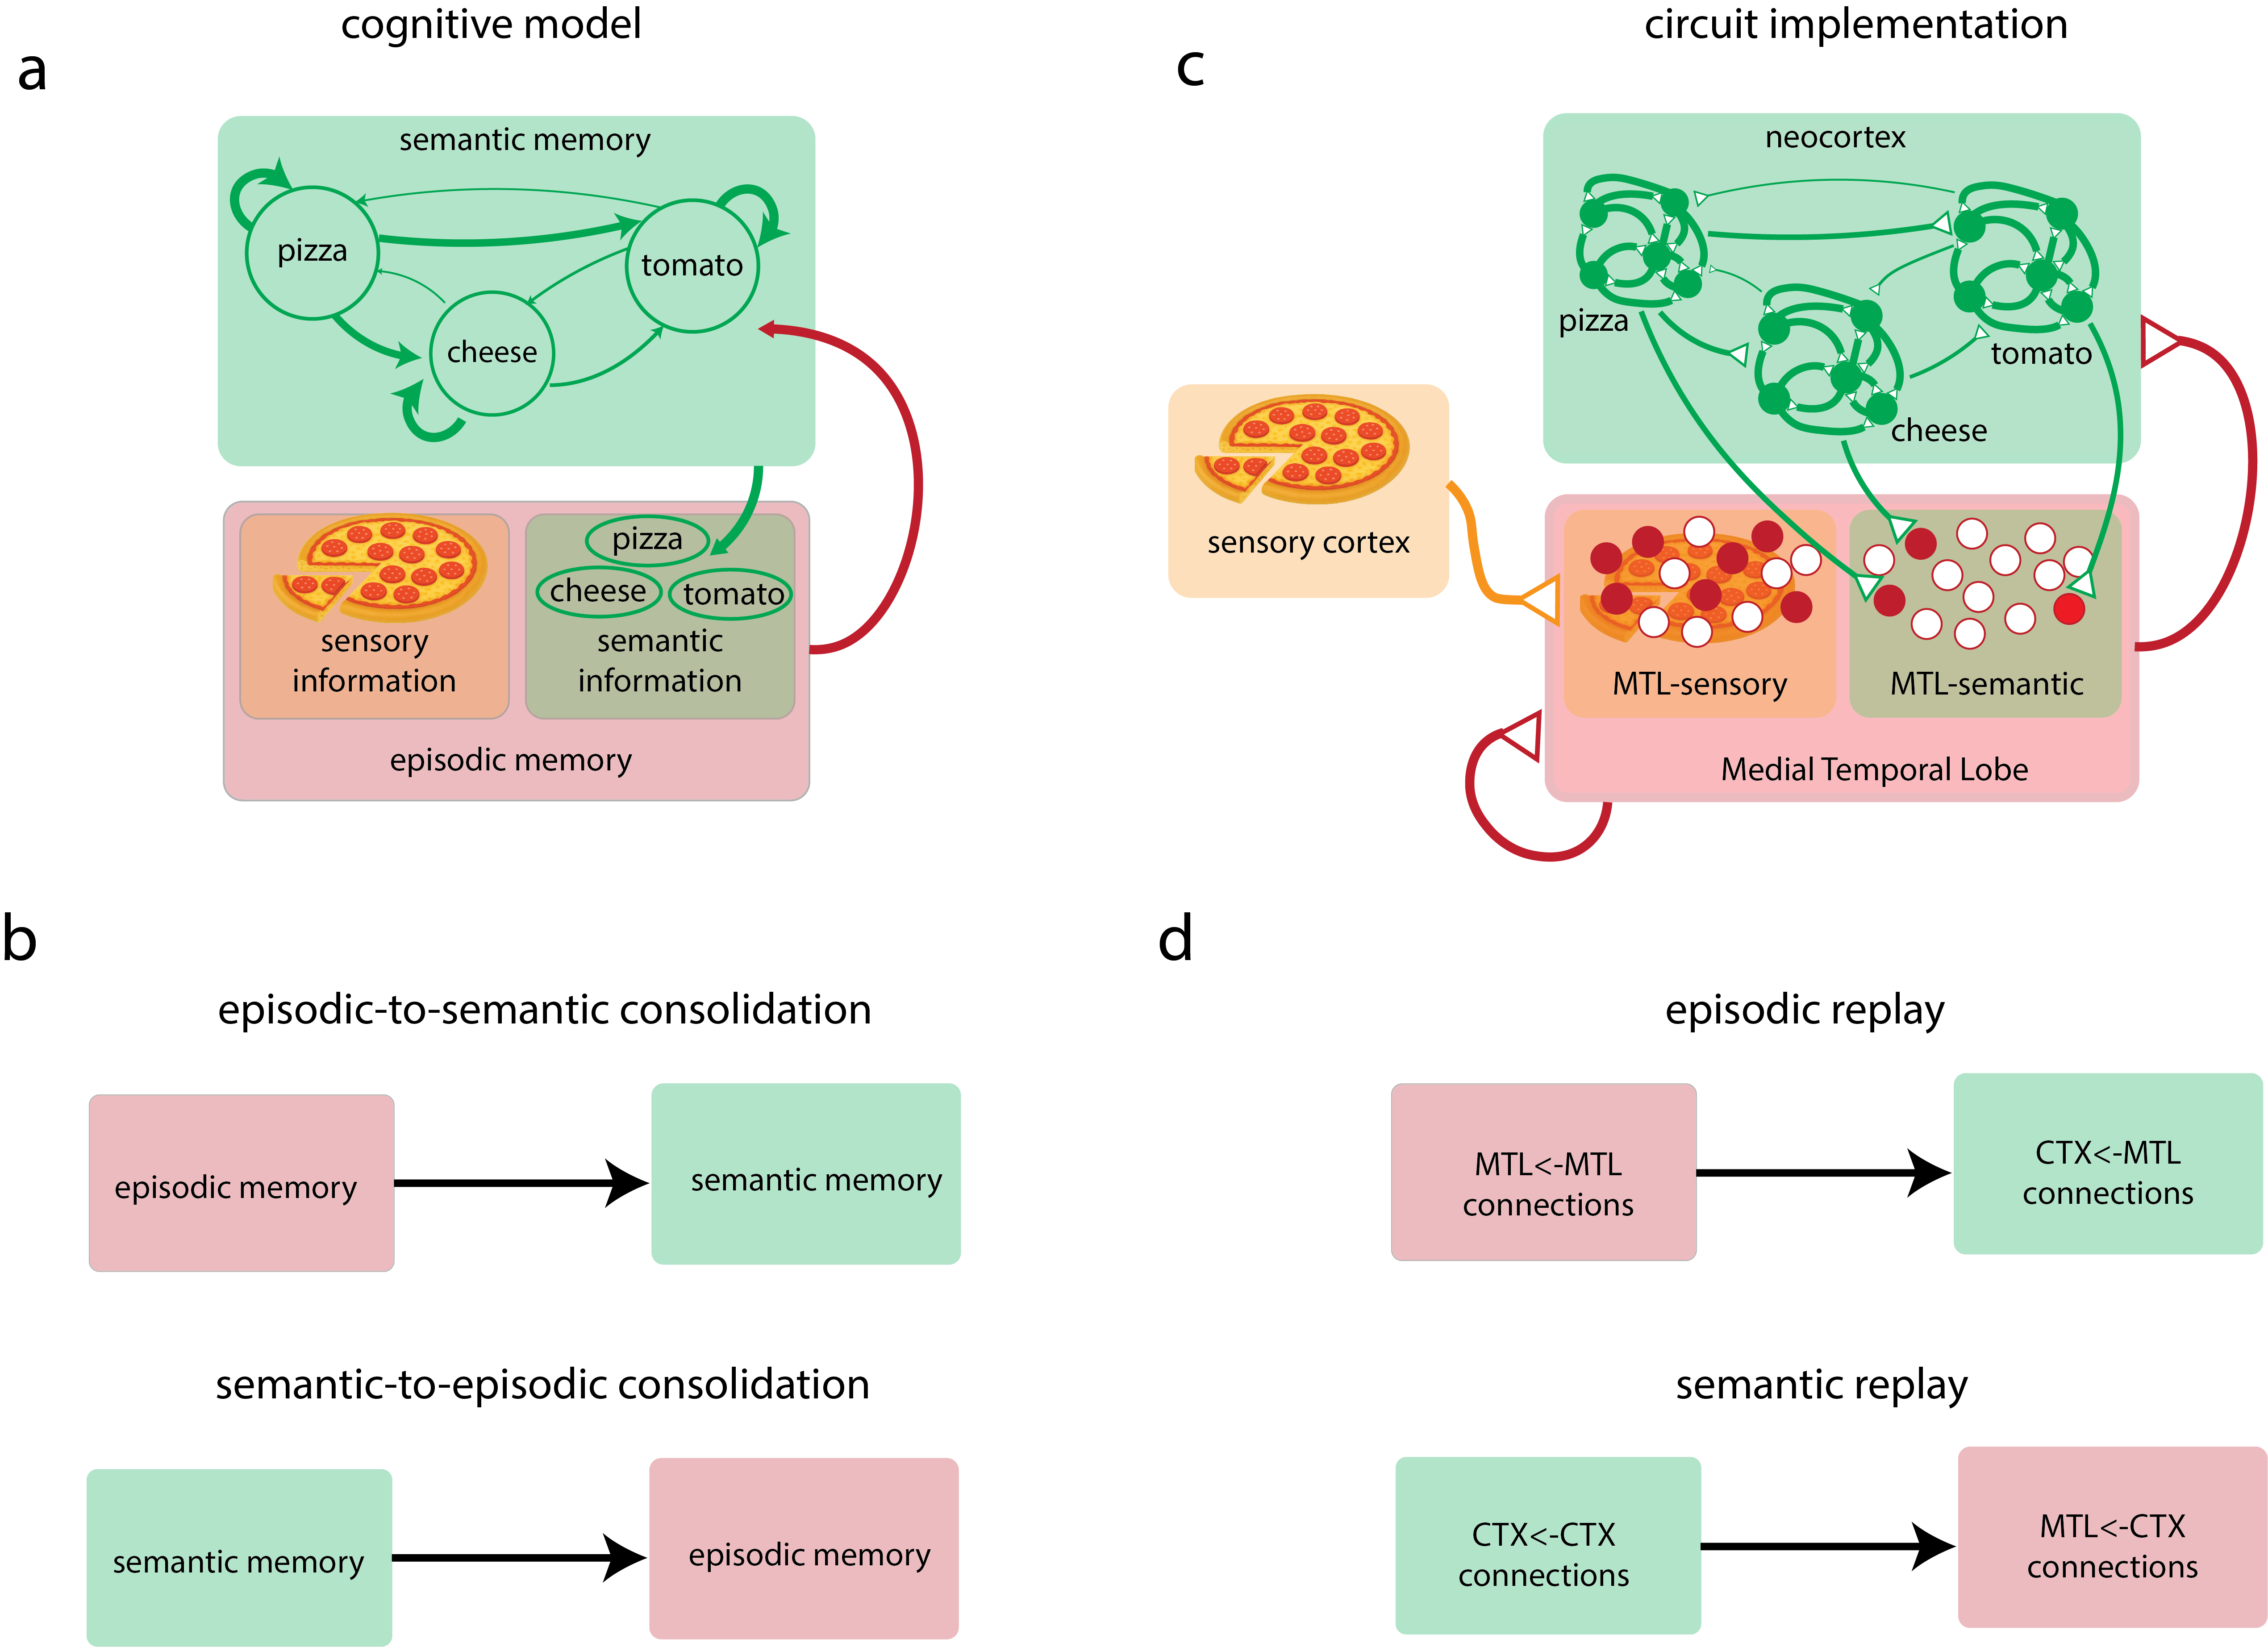 cognitive model
a
semantic memory
pizza
tomato
cheese
pizza
cheese
tomato
sensory
information
semantic
information
episodic memory
b
episodic-to-semantic consolidation
episodic memory
semantic memory
semantic-to-episodic consolidation
semantic memory
episodic memory
circuit implementation
c
neocortex
pizza
tomato
cheese
sensory cortex
MTL-sensory
MTL-semantic
Medial Temporal Lobe
d
episodic replay
MTL<-MTL
connections
CTX<-MTL
connections
semantic replay
CTX<-CTX
connections
MTL<-CTX
connections